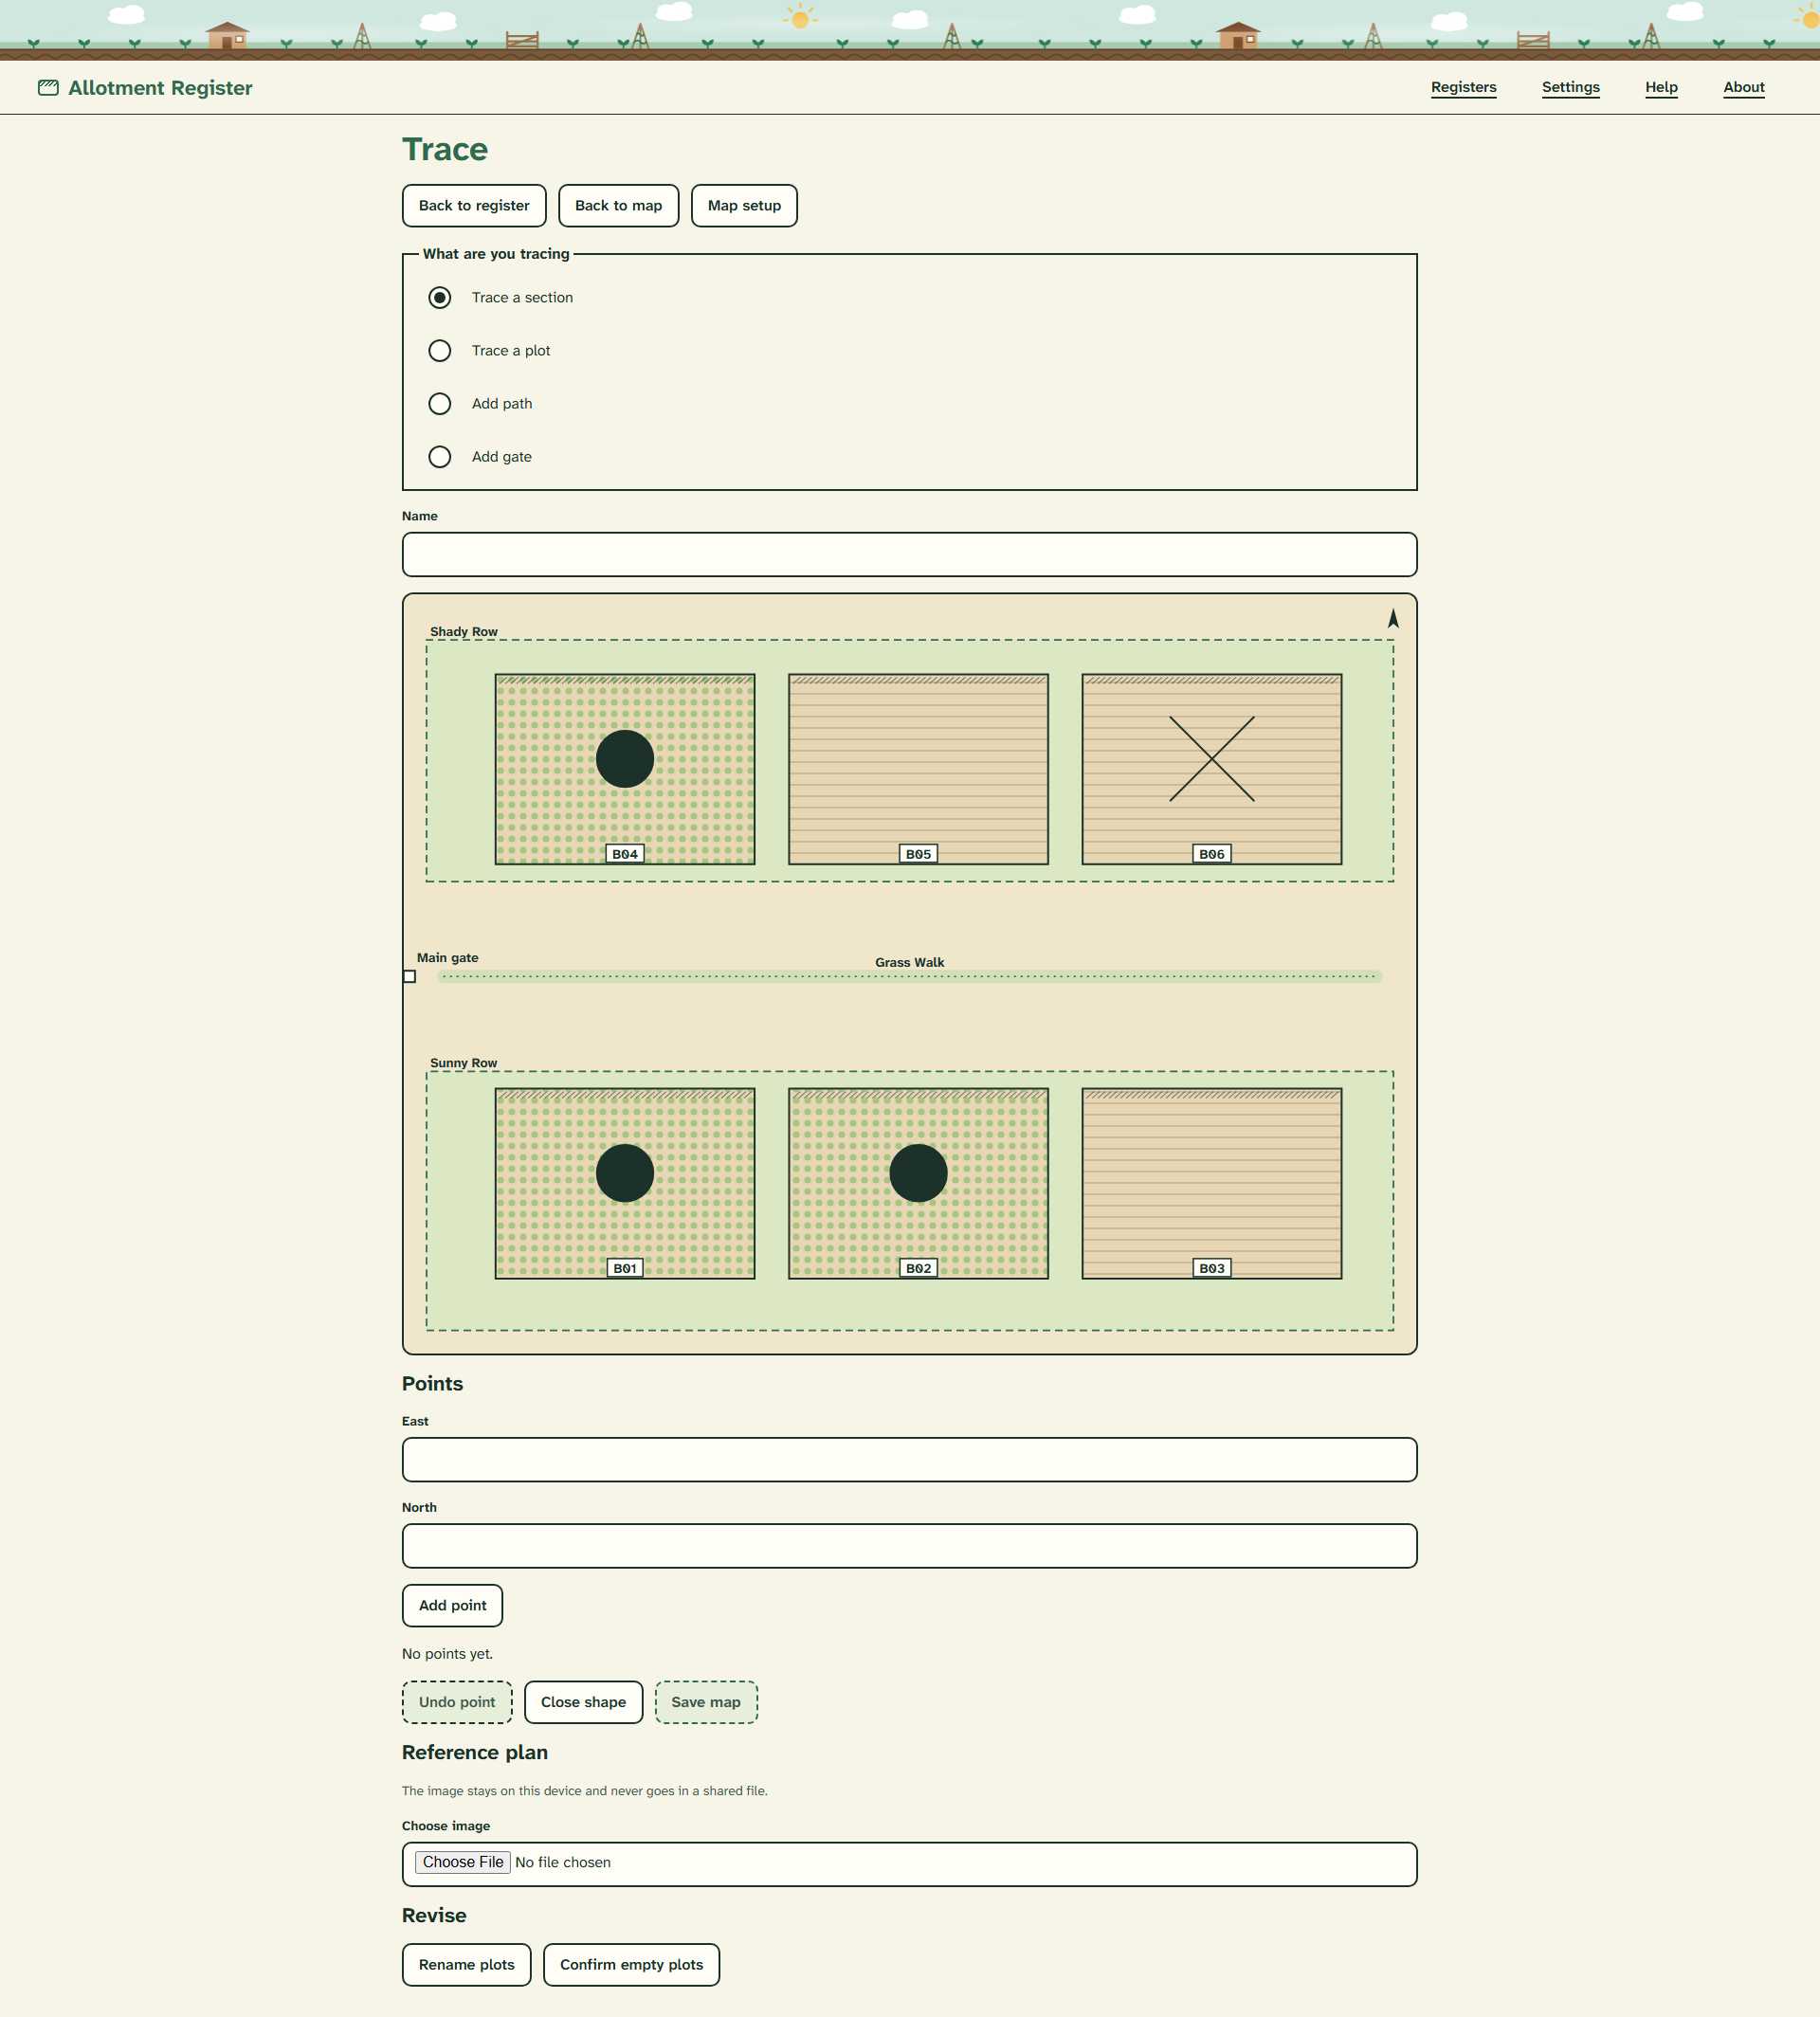 Allotment Register
Registers
Settings
Help
About
Trace
Back to register
Back to map
Map setup
What are you tracing
Trace a section
Trace a plot
Add path
Add gate
Name
Shady Row
B04
B05
B06
Main gate
Grass Walk
Sunny Row
B01
B02
B03
Points
East
North
Add point
No points yet.
Undo point
Close shape
Save map
Reference plan
The image stays on this device and never goes in a shared file.
Choose image
Choose File No file chosen
Revise
Rename plots
Confirm empty plots